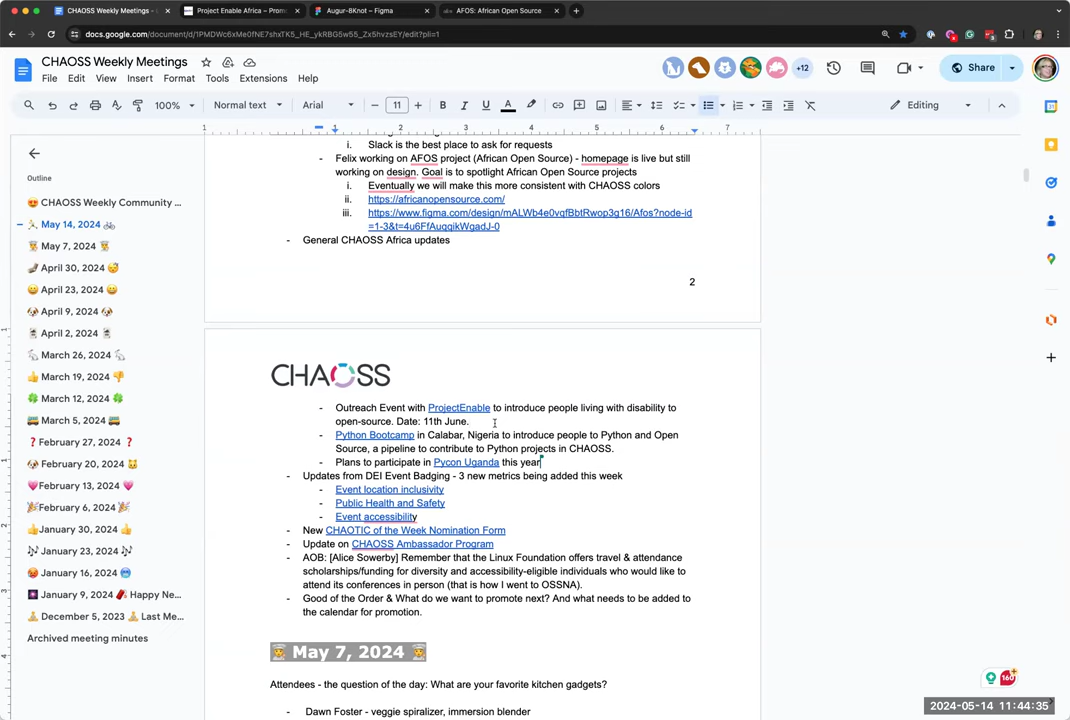 CHAOSS Weekly Meetings -
Project Enable Africa – Prom
Augur-8Knot – Figma
AFOS: African Open Source
docs.google.com/document/d/1PMDWc6xMe0fNE7shxTK5_HE_ykRBG5w55_Zx5hvzsEY/edit?pli=1
CHAOSS Weekly Meetings
File Edit View Insert Format Tools Extensions Help
+12
Share
100% Normal text Arial 11 Editing
1 1 2 3 4 5 6 7
Outline
CHAOSS Weekly Community ...
May 14, 2024
May 7, 2024
April 30, 2024
April 23, 2024
April 9, 2024
April 2, 2024
March 26, 2024
March 19, 2024
March 12, 2024
March 5, 2024
February 27, 2024
February 20, 2024
February 13, 2024
February 6, 2024
January 30, 2024
January 23, 2024
January 16, 2024
January 9, 2024 Happy Ne...
December 5, 2023 Last Me...
Archived meeting minutes
i. Slack is the best place to ask for requests
- Felix working on AFOS project (African Open Source) - homepage is live but still
working on design. Goal is to spotlight African Open Source projects
i. Eventually we will make this more consistent with CHAOSS colors
ii. https://africanopensource.com/
iii. https://www.figma.com/design/mALWb4e0vqfBbtRwop3g16/Afos?node-id
=1-3&t=4u6FfAuqqikWgadJ-0
- General CHAOSS Africa updates
2
CHAOSS
- Outreach Event with ProjectEnable to introduce people living with disability to
open-source. Date: 11th June.
- Python Bootcamp in Calabar, Nigeria to introduce people to Python and Open
Source, a pipeline to contribute to Python projects in CHAOSS.
- Plans to participate in Pycon Uganda this year
- Updates from DEI Event Badging - 3 new metrics being added this week
- Event location inclusivity
- Public Health and Safety
- Event accessibility
- New CHAOTIC of the Week Nomination Form
- Update on CHAOSS Ambassador Program
- AOB: [Alice Sowerby] Remember that the Linux Foundation offers travel & attendance
scholarships/funding for diversity and accessibility-eligible individuals who would like to
attend its conferences in person (that is how I went to OSSNA).
- Good of the Order & What do we want to promote next? And what needs to be added to
the calendar for promotion.
May 7, 2024
Attendees - the question of the day: What are your favorite kitchen gadgets?
- Dawn Foster - veggie spiralizer, immersion blender
160
2024-05-14 11:44:35